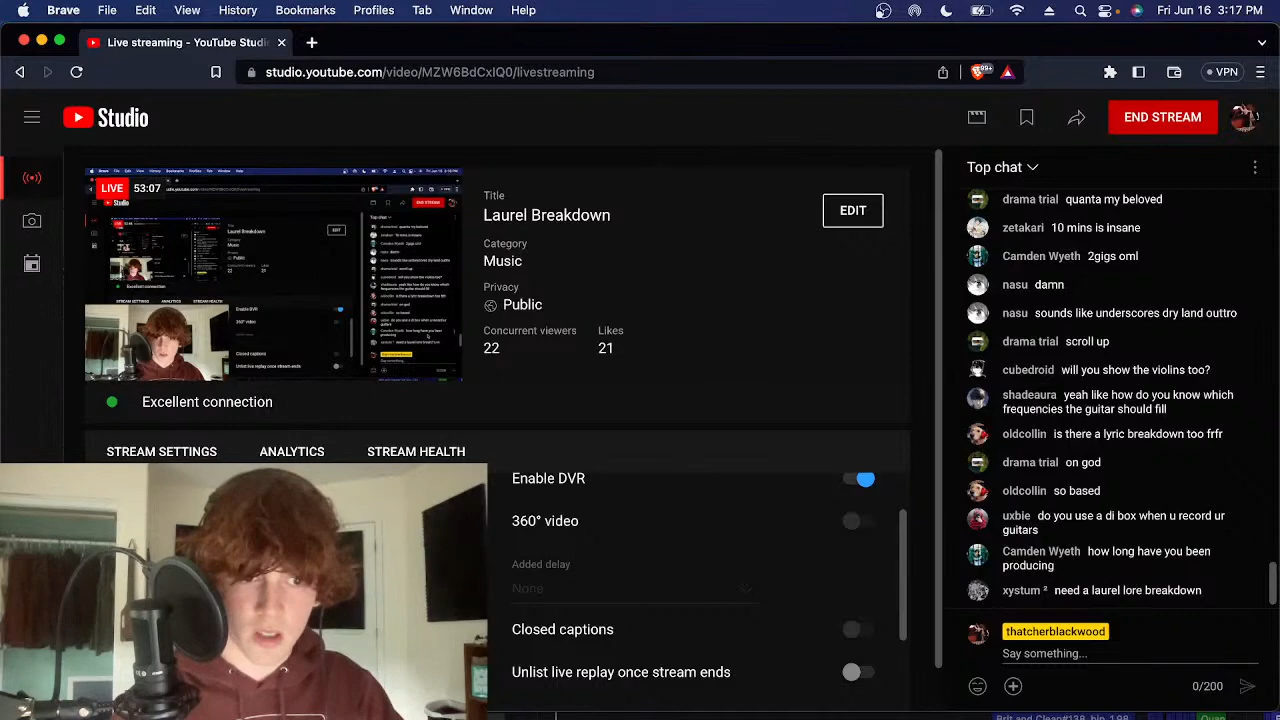 Brave File Edit View History Bookmarks Profiles Tab Window Help Fri Jun 16 3:17 PM
Live streaming - YouTube Studi
studio.youtube.com/video/MZW6BdCxIQ0/livestreaming
99+
VPN
Studio
END STREAM
LIVE 53:07
Title
Laurel Breakdown
EDIT
Category
Music
Privacy
Public
Concurrent viewers Likes
22 21
Excellent connection
STREAM SETTINGS ANALYTICS STREAM HEALTH
Enable DVR
360° video
Added delay
None
Closed captions
Unlist live replay once stream ends
Top chat
drama trial quanta my beloved
zetakari 10 mins is insane
Camden Wyeth 23gigs oml
nasu damn
nasu sounds like undertones of my land outro
drama trial scroll up
cubedroid will you show the violins too?
shadeaura yeah like how do you know which
frequencies the guitar should fill
oldcollin is there a lyric breakdown too frfr
drama trial on god
oldcollin so based
uxbie do you use a di box when u record ur
guitars
Camden Wyeth how long have you been
producing
xystum ² need a laurel lore breakdown
thatcherblackwood
Say something...
0/200